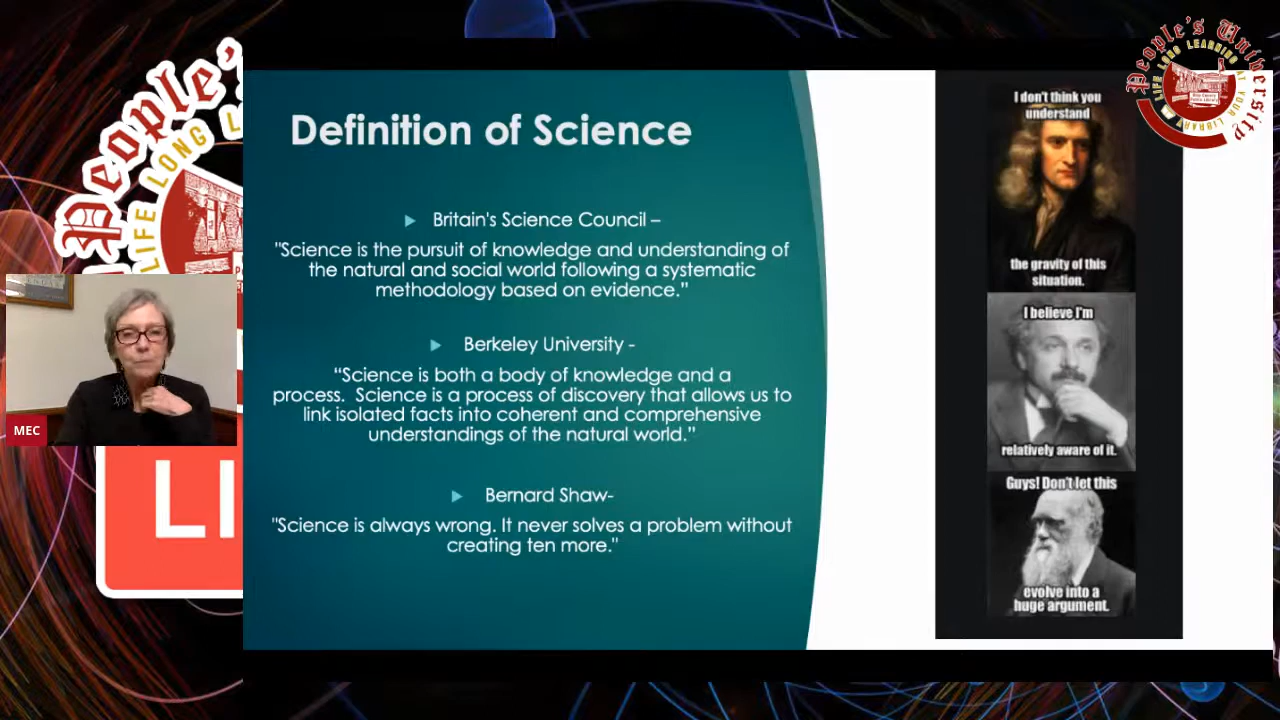 Definition of Science
Britain's Science Council –
"Science is the pursuit of knowledge and understanding of
the natural and social world following a systematic
methodology based on evidence.”
Berkeley University -
“Science is both a body of knowledge and a
process.  Science is a process of discovery that allows us to
link isolated facts into coherent and comprehensive
understandings of the natural world.”
Bernard Shaw-
"Science is always wrong. It never solves a problem without
creating ten more."
I don't think you
understand
the gravity of this
situation.
I believe I'm
relatively aware of it.
Guys! Don't let this
evolve into a
huge argument.
People's University
LIFE LONG LEARNING AT YOUR LIBRARY
People's
LIFE LONG L
MEC
LI